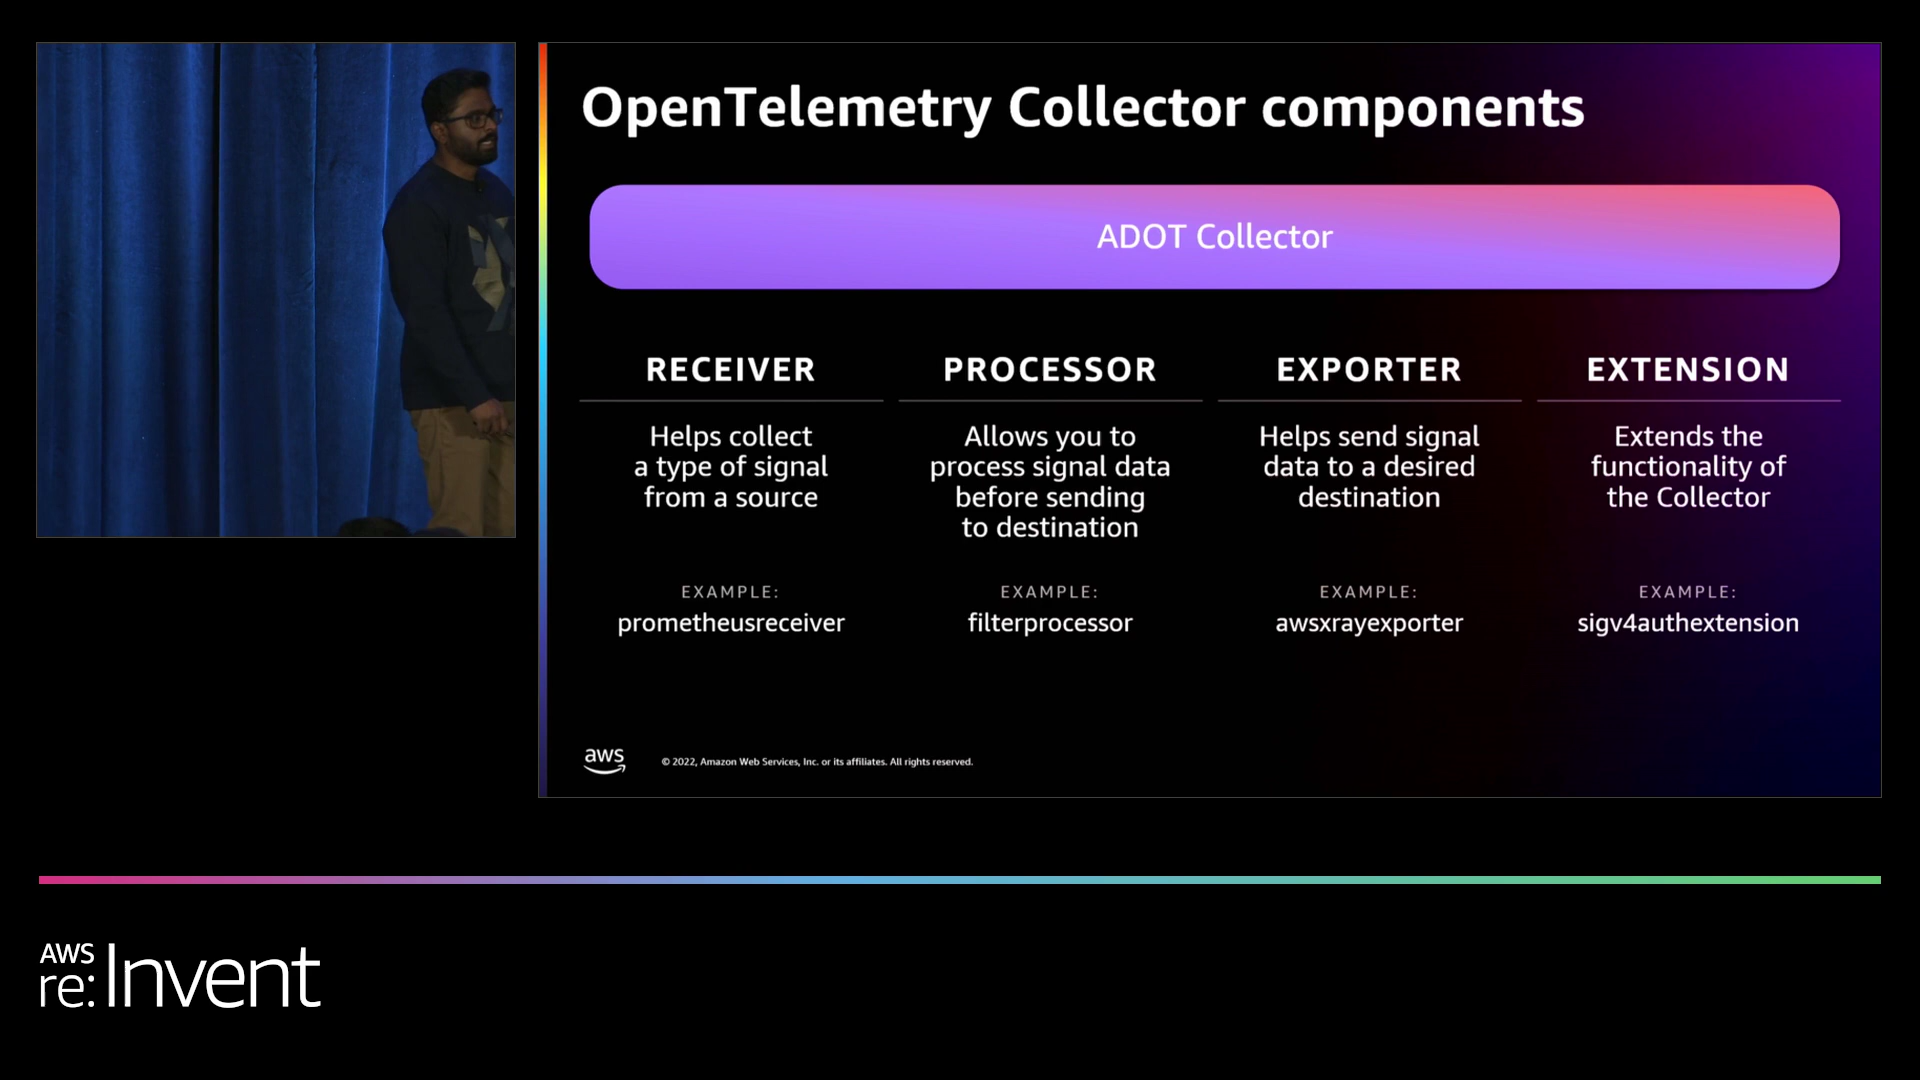 OpenTelemetry Collector components
ADOT Collector
RECEIVER
Helps collect
a type of signal
from a source
EXAMPLE:
prometheusreceiver
PROCESSOR
Allows you to
process signal data
before sending
to destination
EXAMPLE:
filterprocessor
EXPORTER
Helps send signal
data to a desired
destination
EXAMPLE:
awsxrayexporter
EXTENSION
Extends the
functionality of
the Collector
EXAMPLE:
sigv4authextension
aws
© 2022, Amazon Web Services, Inc. or its affiliates. All rights reserved.
AWS
re:Invent